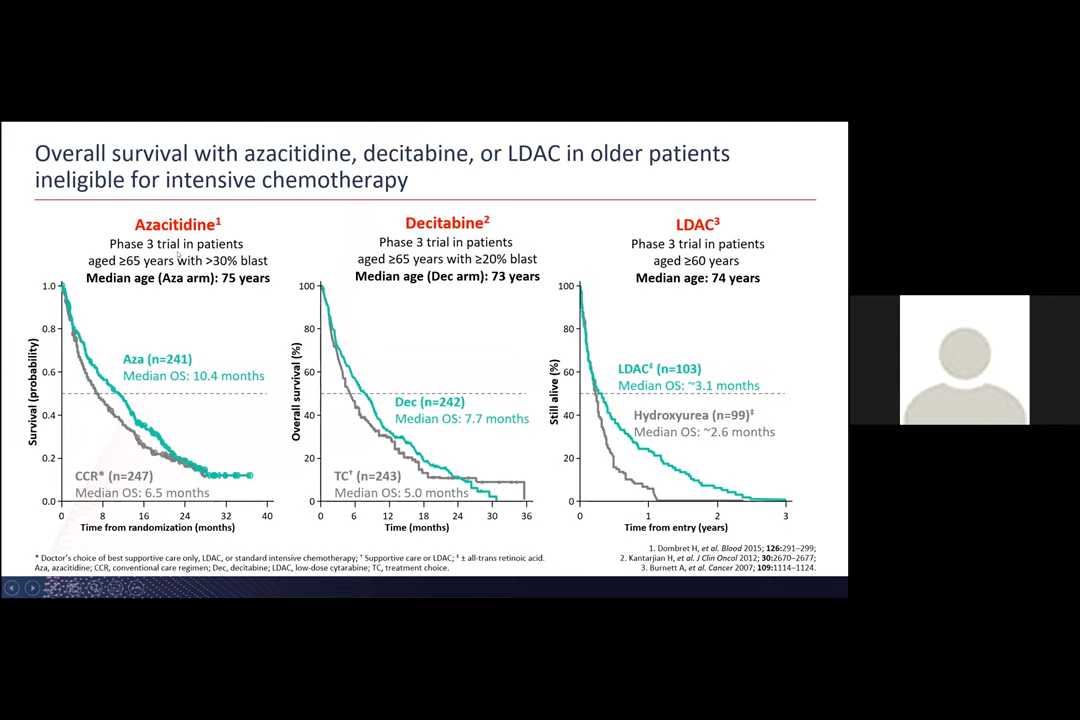 Overall survival with azacitidine, decitabine, or LDAC in older patients
ineligible for intensive chemotherapy
Azacitidine1
Phase 3 trial in patients
aged ≥65 years with >30% blast
Median age (Aza arm): 75 years
1.0
0.8
0.6
0.4
0.2
0.0
Survival (probability)
Aza (n=241)
Median OS: 10.4 months
CCR* (n=247)
Median OS: 6.5 months
0 8 16 24 32 40
Time from randomization (months)
Decitabine2
Phase 3 trial in patients
aged ≥65 years with ≥20% blast
Median age (Dec arm): 73 years
100
80
60
40
20
0
Overall survival (%)
Dec (n=242)
Median OS: 7.7 months
TC† (n=243)
Median OS: 5.0 months
0 6 12 18 24 30 36
Time (months)
LDAC3
Phase 3 trial in patients
aged ≥60 years
Median age: 74 years
100
80
60
40
20
0
Still alive (%)
LDAC‡ (n=103)
Median OS: ~3.1 months
Hydroxyurea (n=99)‡
Median OS: ~2.6 months
0 1 2 3
Time from entry (years)
* Doctor's choice of best supportive care only, LDAC, or standard intensive chemotherapy; † Supportive care or LDAC; ‡ ± all-trans retinoic acid.
Aza, azacitidine; CCR, conventional care regimen; Dec, decitabine; LDAC, low-dose cytarabine; TC, treatment choice.
1. Dombret H, et al. Blood 2015; 126:291–299;
2. Kantarjian H, et al. J Clin Oncol 2012; 30:2670–2677;
3. Burnett A, et al. Cancer 2007; 109:1114–1124.